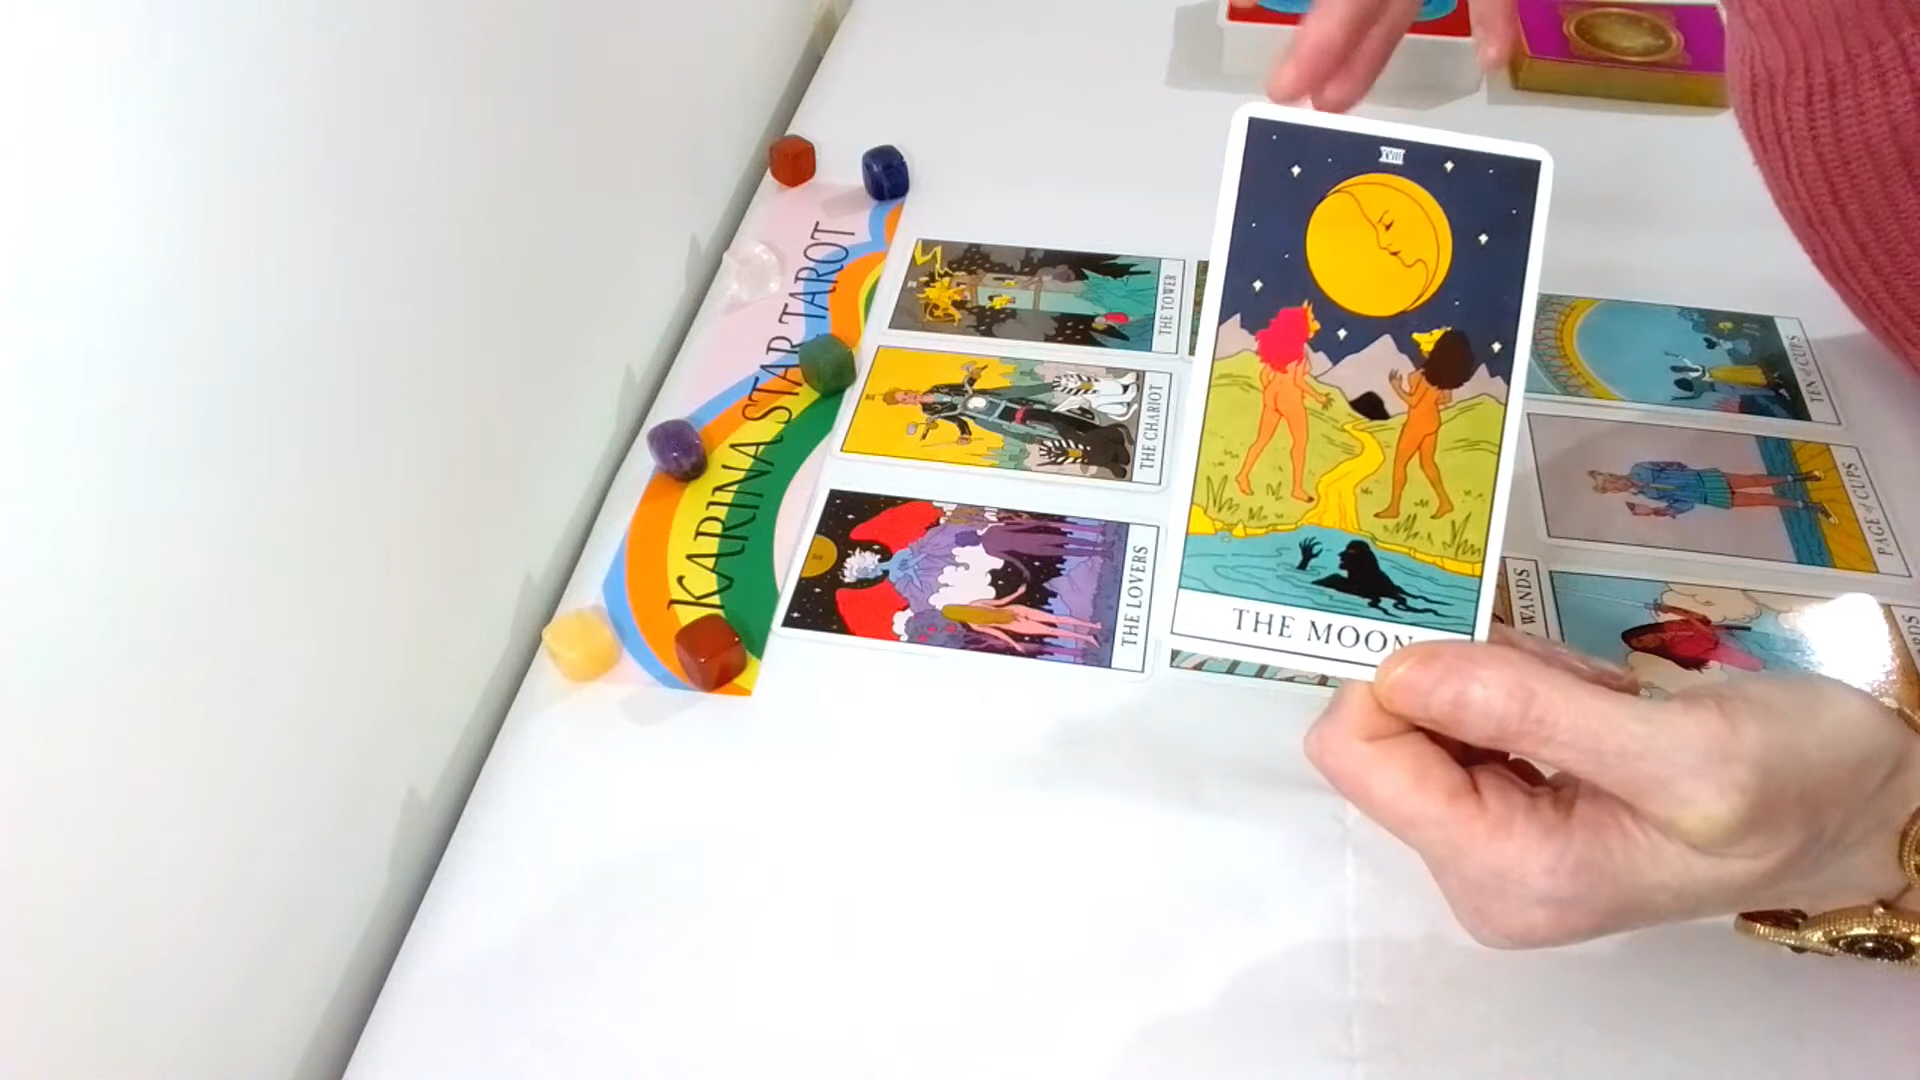 XVIII
THE MOON
KARINA STAR TAROT
THE TOWER
THE CHARIOT
THE LOVERS
TEN of CUPS
PAGE of CUPS
WANDS